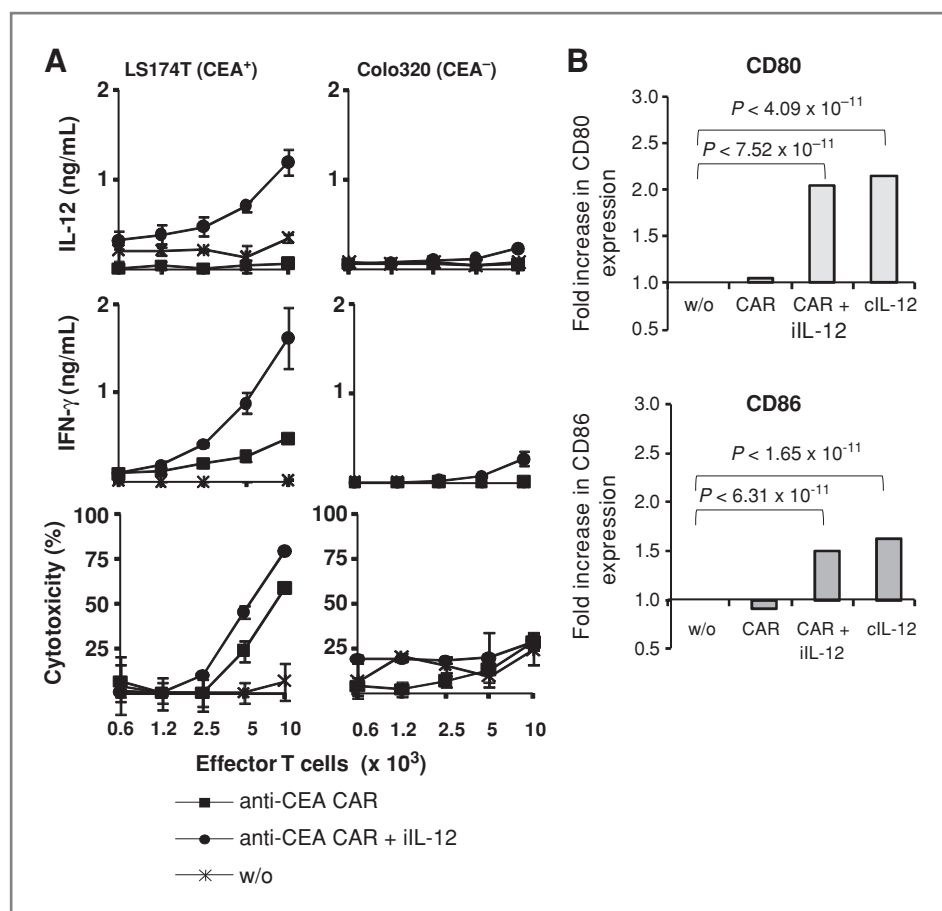 A
LS174T (CEA+)
Colo320 (CEA−)
2
1
IL-12 (ng/mL)
2
1
2
1
IFN-γ (ng/mL)
2
1
100
75
50
25
Cytotoxicity (%)
100
75
50
25
0.6 1.2 2.5 5 10
0.6 1.2 2.5 5 10
Effector T cells (x 10³)
anti-CEA CAR
anti-CEA CAR + iIL-12
w/o
B
CD80
3.0
2.5
2.0
1.5
1.0
0.5
Fold increase in CD80
expression
P < 4.09 x 10⁻¹¹
P < 7.52 x 10⁻¹¹
w/o CAR CAR + cIL-12
iIL-12
CD86
3.0
2.5
2.0
1.5
1.0
0.5
Fold increase in CD86
expression
P < 1.65 x 10⁻¹¹
P < 6.31 x 10⁻¹¹
w/o CAR CAR + cIL-12
iIL-12